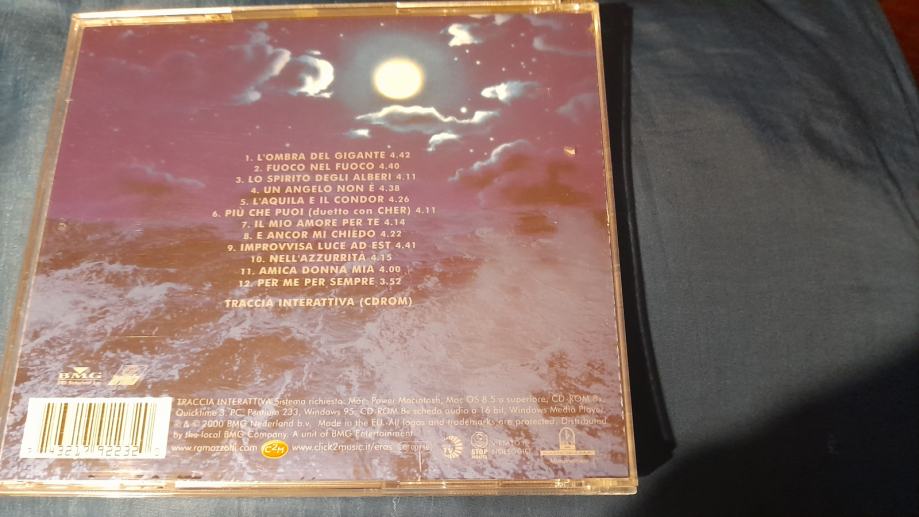 1. L'OMBRA DEL GIGANTE 4.42
2. FUOCO NEL FUOCO 4.40
3. LO SPIRITO DEGLI ALBERI 4.11
4. UN ANGELO NON È 4.38
5. L'AQUILA E IL CONDOR 4.26
6. PIÙ CHE PUOI (duetto con CHER) 4.11
7. IL MIO AMORE PER TE 4.14
8. E ANCOR MI CHIEDO 4.22
9. IMPROVVISA LUCE AD EST 4.41
10. NELL'AZZURRITÀ 4.15
11. AMICA DONNA MIA 4.00
12. PER ME PER SEMPRE 3.52
TRACCIA INTERATTIVA (CDROM)
BMG
TRACCIA INTERATTIVA Sistema richiesto: Mac: Power Macintosh, Mac OS 8.5 o superiore, CD-ROM 8x,
Quicktime 3. PC: Pentium 233, Windows 95, CD-ROM 8x scheda audio a 16 bit, Windows Media Player.
℗ & © 2000 BMG Nederland b.v. Made in the EU. All logos and trademarks are protected. Distributed
by the local BMG Company. A unit of BMG Entertainment.
www.ramazzotti.com C2M www.click2music.it/eros
STOP